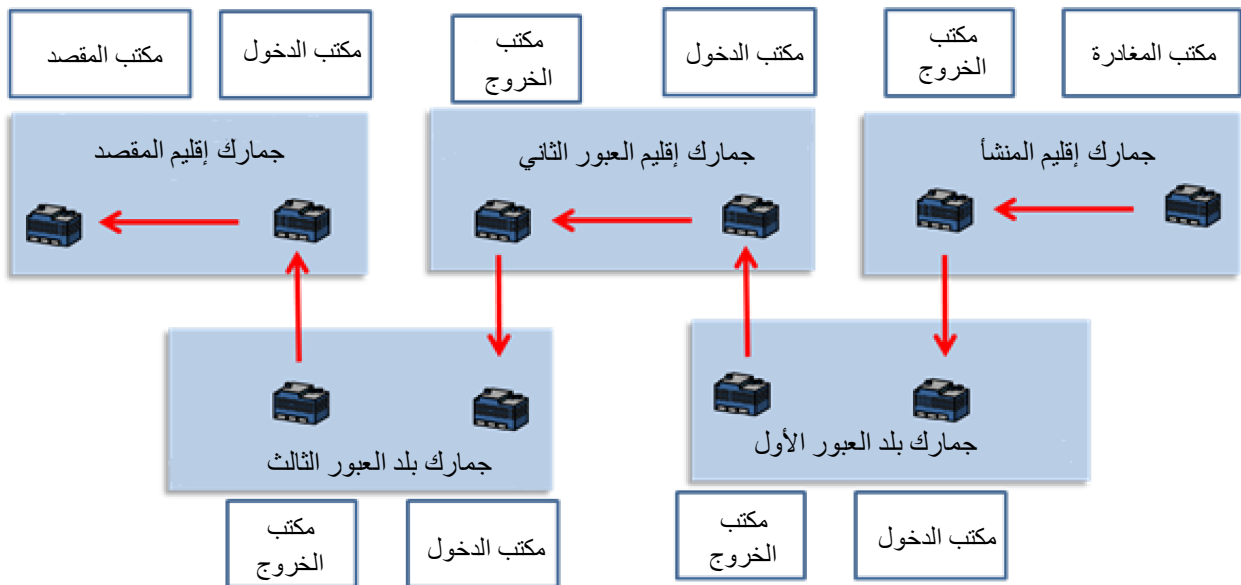 مكتب المغادرة
مكتب
الخروج
مكتب الدخول
مكتب
الخروج
مكتب الدخول
مكتب المقصد
جمارك إقليم المنشأ
جمارك إقليم العبور الثاني
جمارك إقليم المقصد
جمارك بلد العبور الأول
جمارك بلد العبور الثالث
مكتب الدخول
مكتب
الخروج
مكتب الدخول
مكتب
الخروج